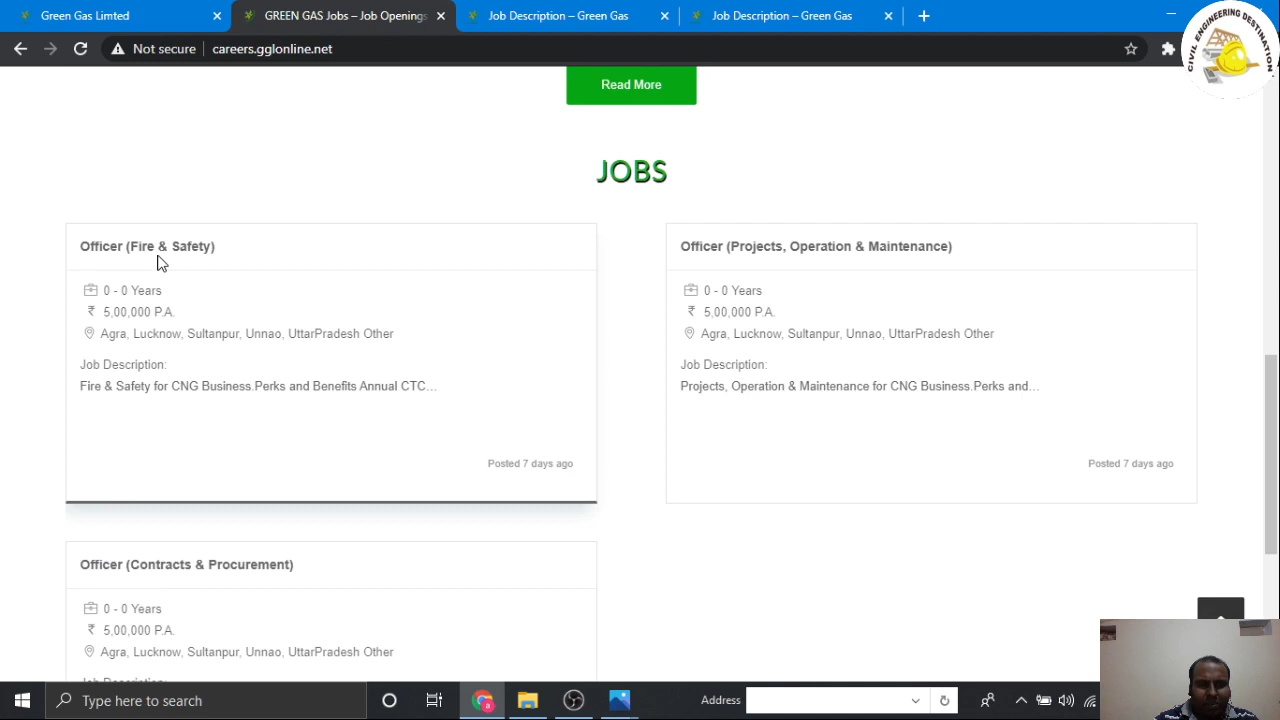 Green Gas Limted
GREEN GAS Jobs – Job Openings
Job Description – Green Gas
Job Description – Green Gas
Not secure
careers.gglonline.net
CIVIL ENGINEERING DESTINATION
Read More
JOBS
Officer (Fire & Safety)
0 - 0 Years
₹ 5,00,000 P.A.
Agra, Lucknow, Sultanpur, Unnao, UttarPradesh Other
Job Description:
Fire & Safety for CNG Business.Perks and Benefits Annual CTC...
Posted 7 days ago
Officer (Projects, Operation & Maintenance)
0 - 0 Years
₹ 5,00,000 P.A.
Agra, Lucknow, Sultanpur, Unnao, UttarPradesh Other
Job Description:
Projects, Operation & Maintenance for CNG Business.Perks and...
Posted 7 days ago
Officer (Contracts & Procurement)
0 - 0 Years
₹ 5,00,000 P.A.
Agra, Lucknow, Sultanpur, Unnao, UttarPradesh Other
Job Description:
Type here to search
Address